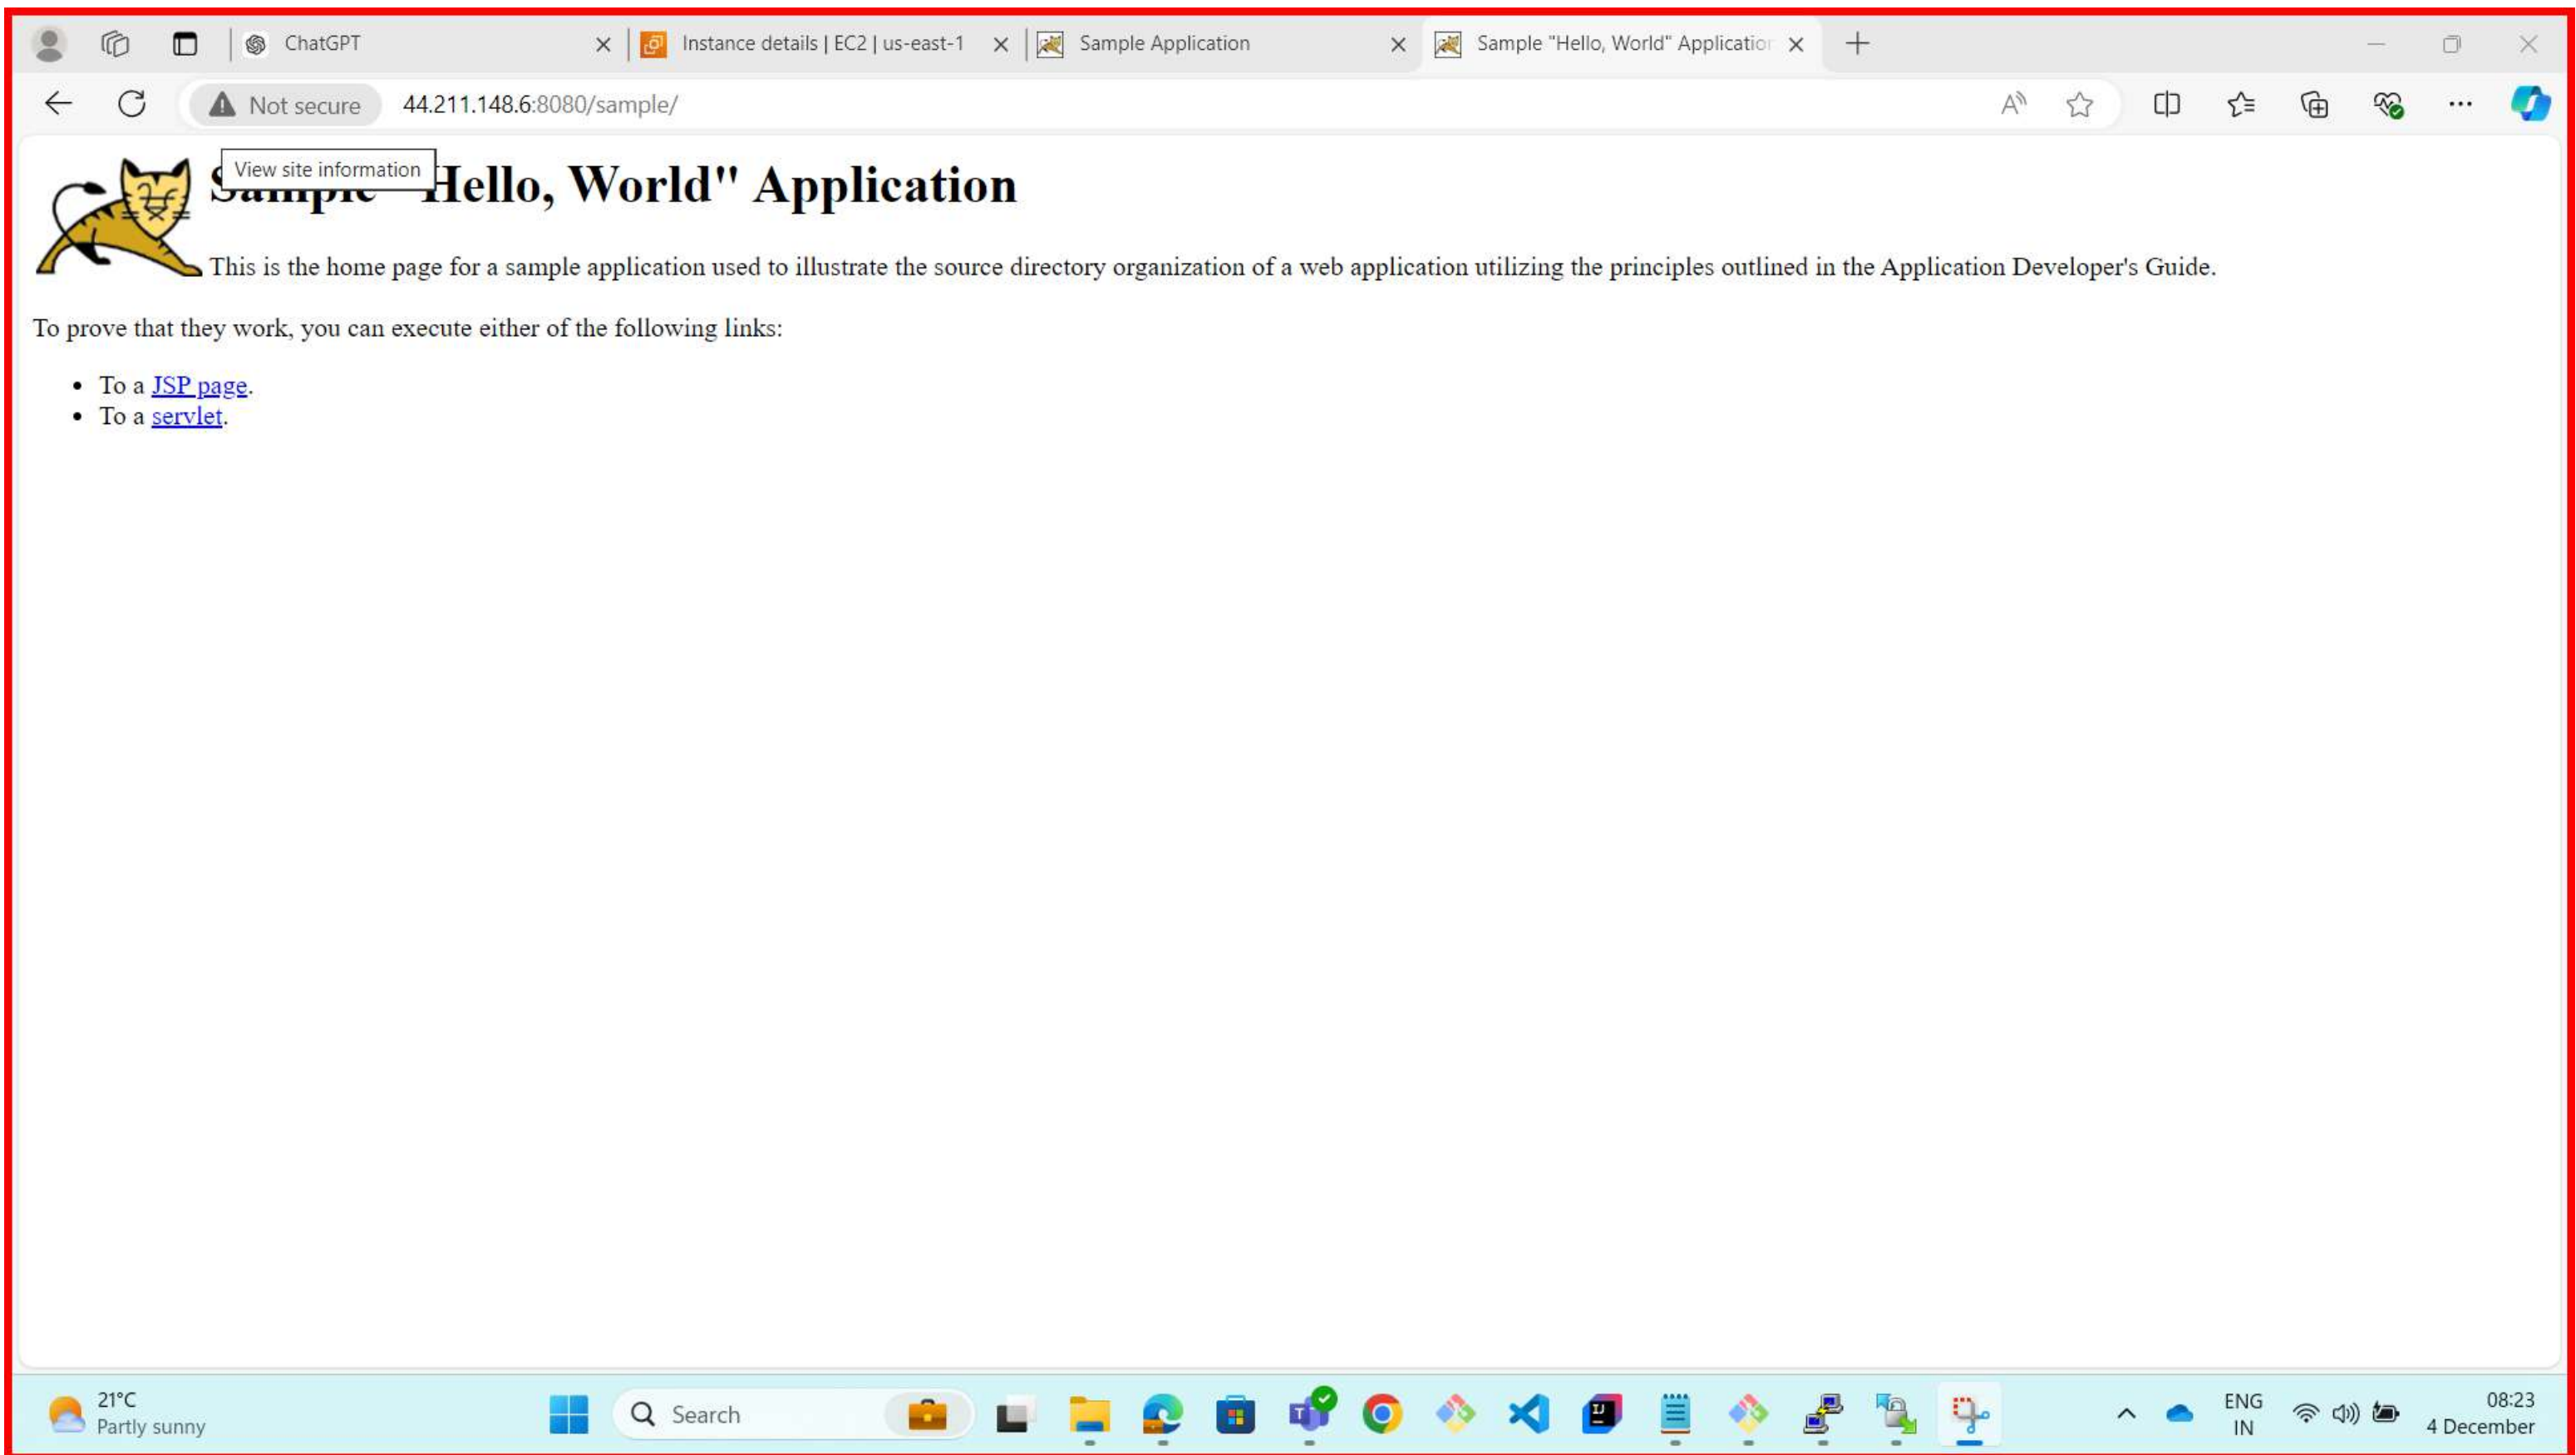 ChatGPT
Instance details | EC2 | us-east-1
Sample Application
Sample "Hello, World" Application
Not secure 44.211.148.6:8080/sample/
View site information
Sample "Hello, World" Application
This is the home page for a sample application used to illustrate the source directory organization of a web application utilizing the principles outlined in the Application Developer's Guide.
To prove that they work, you can execute either of the following links:
• To a JSP page.
• To a servlet.
21°C
Partly sunny
Search
ENG
IN
08:23
4 December